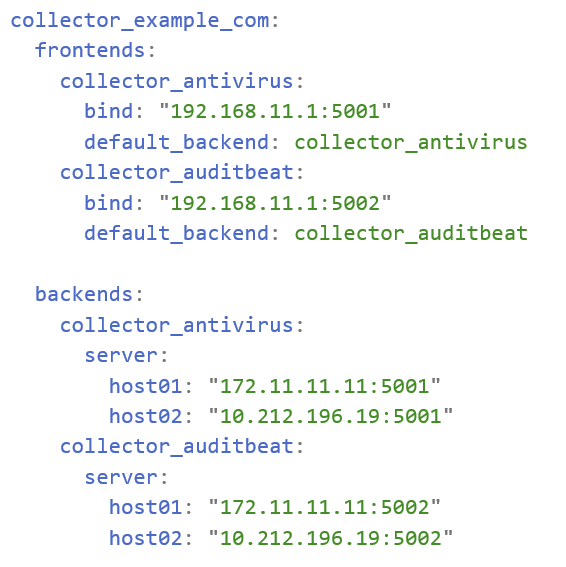 collector_example_com:
  frontends:
    collector_antivirus:
      bind: "192.168.11.1:5001"
      default_backend: collector_antivirus
    collector_auditbeat:
      bind: "192.168.11.1:5002"
      default_backend: collector_auditbeat

  backends:
    collector_antivirus:
      server:
        host01: "172.11.11.11:5001"
        host02: "10.212.196.19:5001"
    collector_auditbeat:
      server:
        host01: "172.11.11.11:5002"
        host02: "10.212.196.19:5002"